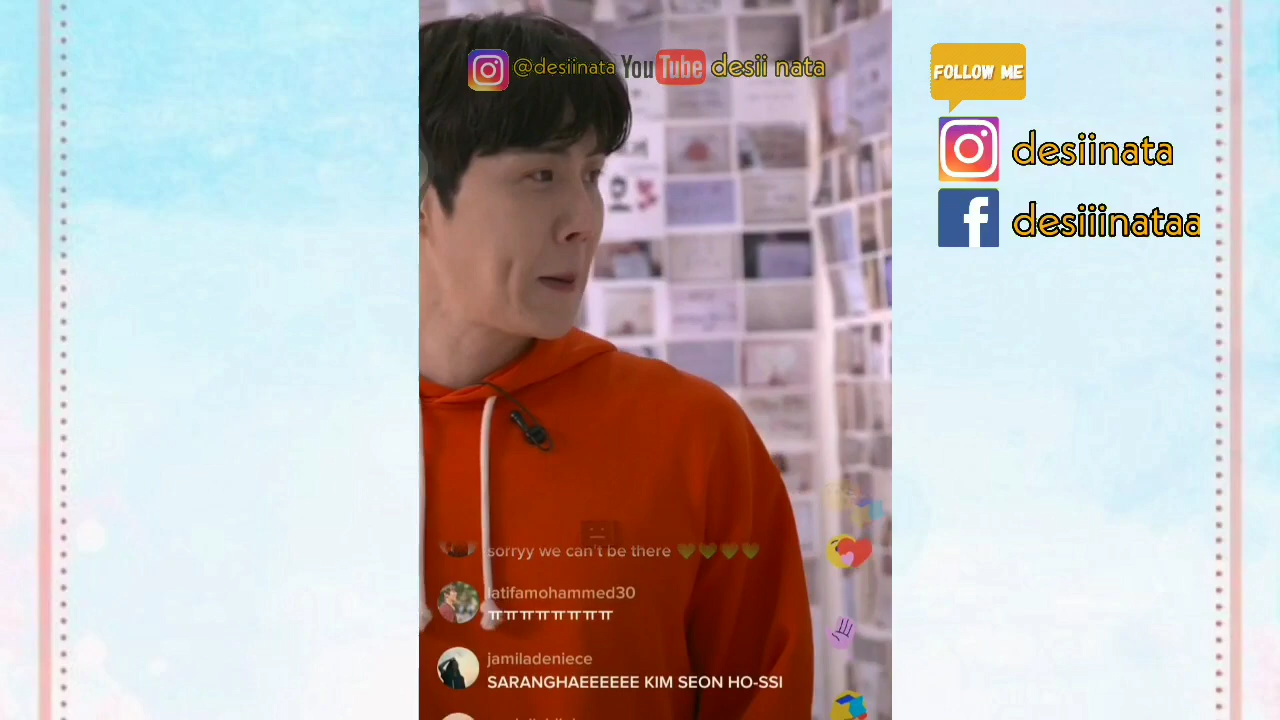 @desiinata YouTube desii nata
FOLLOW ME
desiinata
desiiinataa
sorryy we can't be there 💚💚💚💚
latifamohammed30
ㅠㅠㅠㅠㅠㅠㅠㅠ
jamiladeniece
SARANGHAEEEEEE KIM SEON HO-SSI